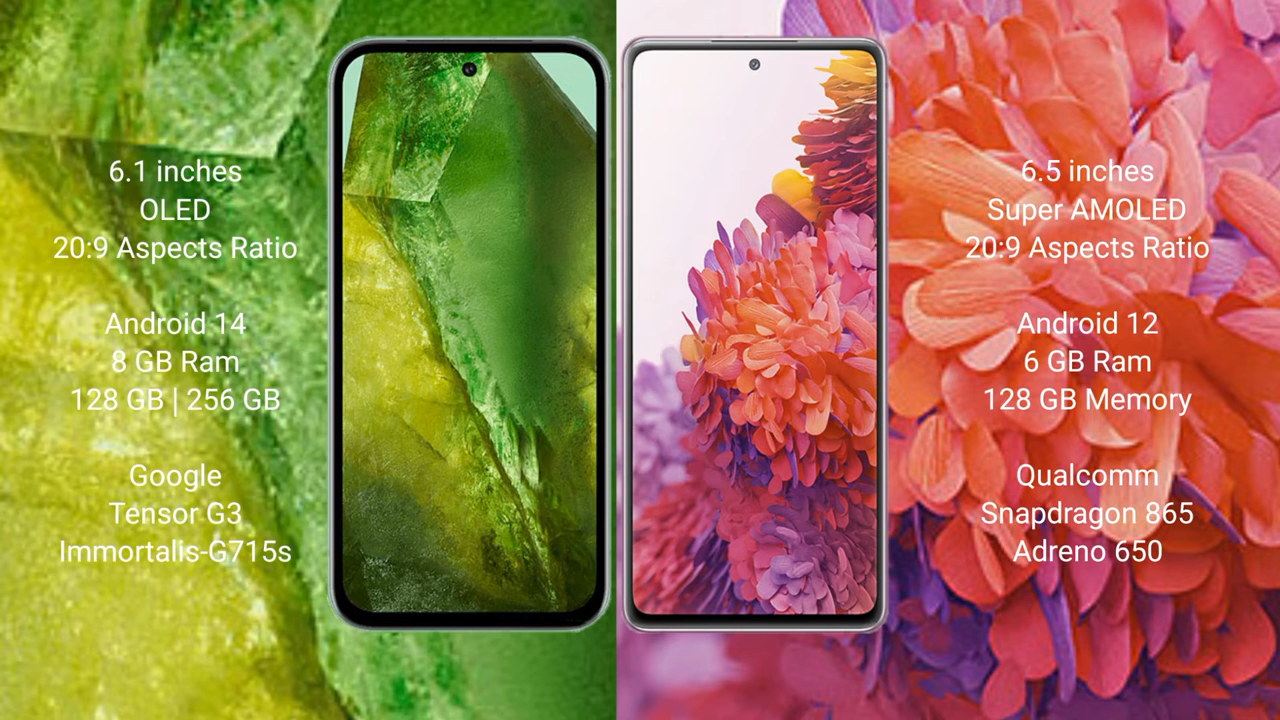 6.1 inches
OLED
20:9 Aspects Ratio
Android 14
8 GB Ram
128 GB | 256 GB
Google
Tensor G3
Immortalis-G715s
6.5 inches
Super AMOLED
20:9 Aspects Ratio
Android 12
6 GB Ram
128 GB Memory
Qualcomm
Snapdragon 865
Adreno 650